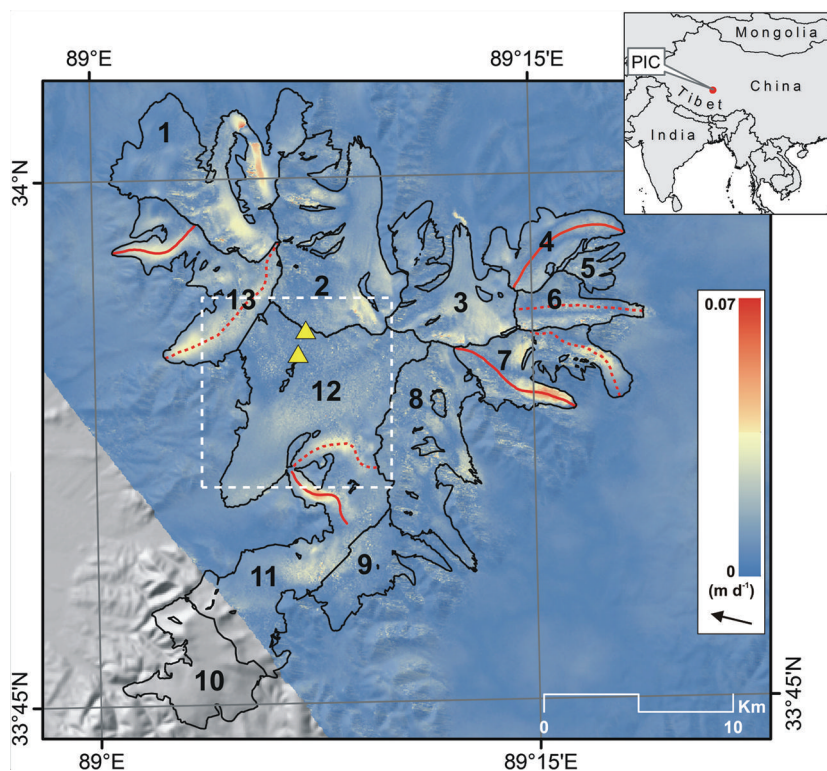 Mongolia
PIC
China
Tibet
India
89°E
89°15'E
1
34°N
34°N
4
5
13
2
3
6
0.07
7
12
8
0
(m d⁻¹)
11
9
10
33°45'N
33°45'N
Km
0
10
89°E
89°15'E